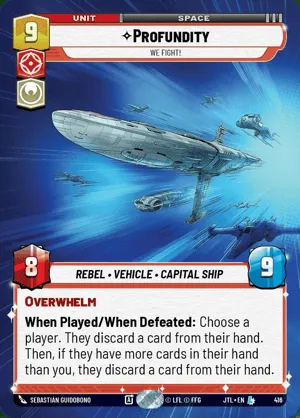 UNIT SPACE
9 ✧PROFUNDITY
WE FIGHT!
8 REBEL • VEHICLE • CAPITAL SHIP 9
OVERWHELM
When Played/When Defeated: Choose a
player. They discard a card from their hand.
Then, if they have more cards in their hand
than you, they discard a card from their hand.
SEBASTIAN GUIDOBONO © LFL © FFG JTL • EN 416